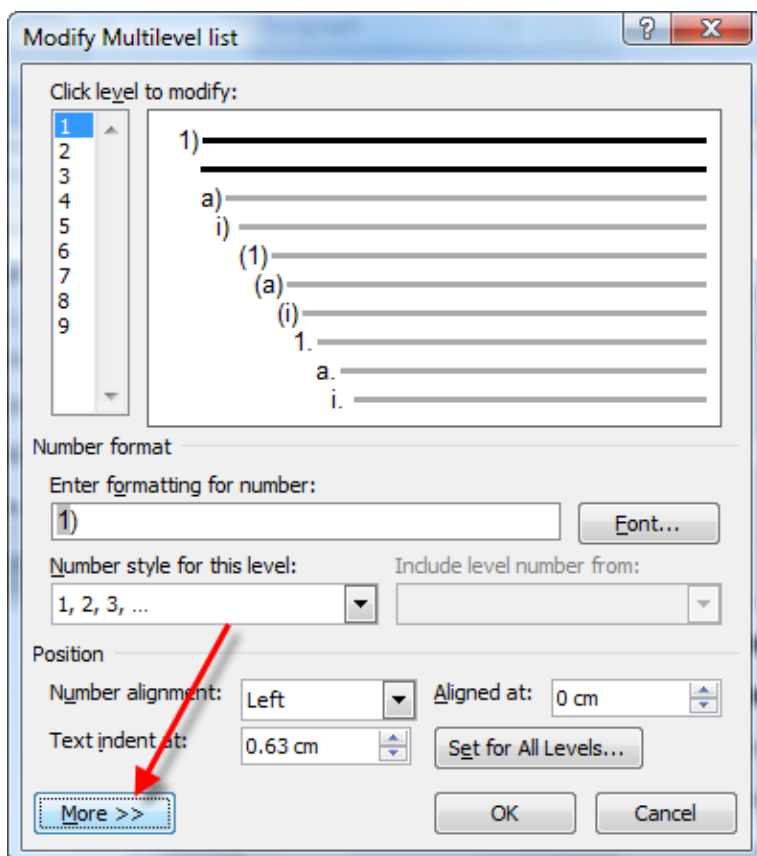 Modify Multilevel list
Click level to modify:
1
2
3
4
5
6
7
8
9
1)
a)
i)
(1)
(a)
(i)
1.
a.
i.
Number format
Enter formatting for number:
1)
Font...
Number style for this level:
Include level number from:
1, 2, 3, ...
Position
Number alignment:
Left
Aligned at:
0 cm
Text indent at:
0.63 cm
Set for All Levels...
More >>
OK
Cancel